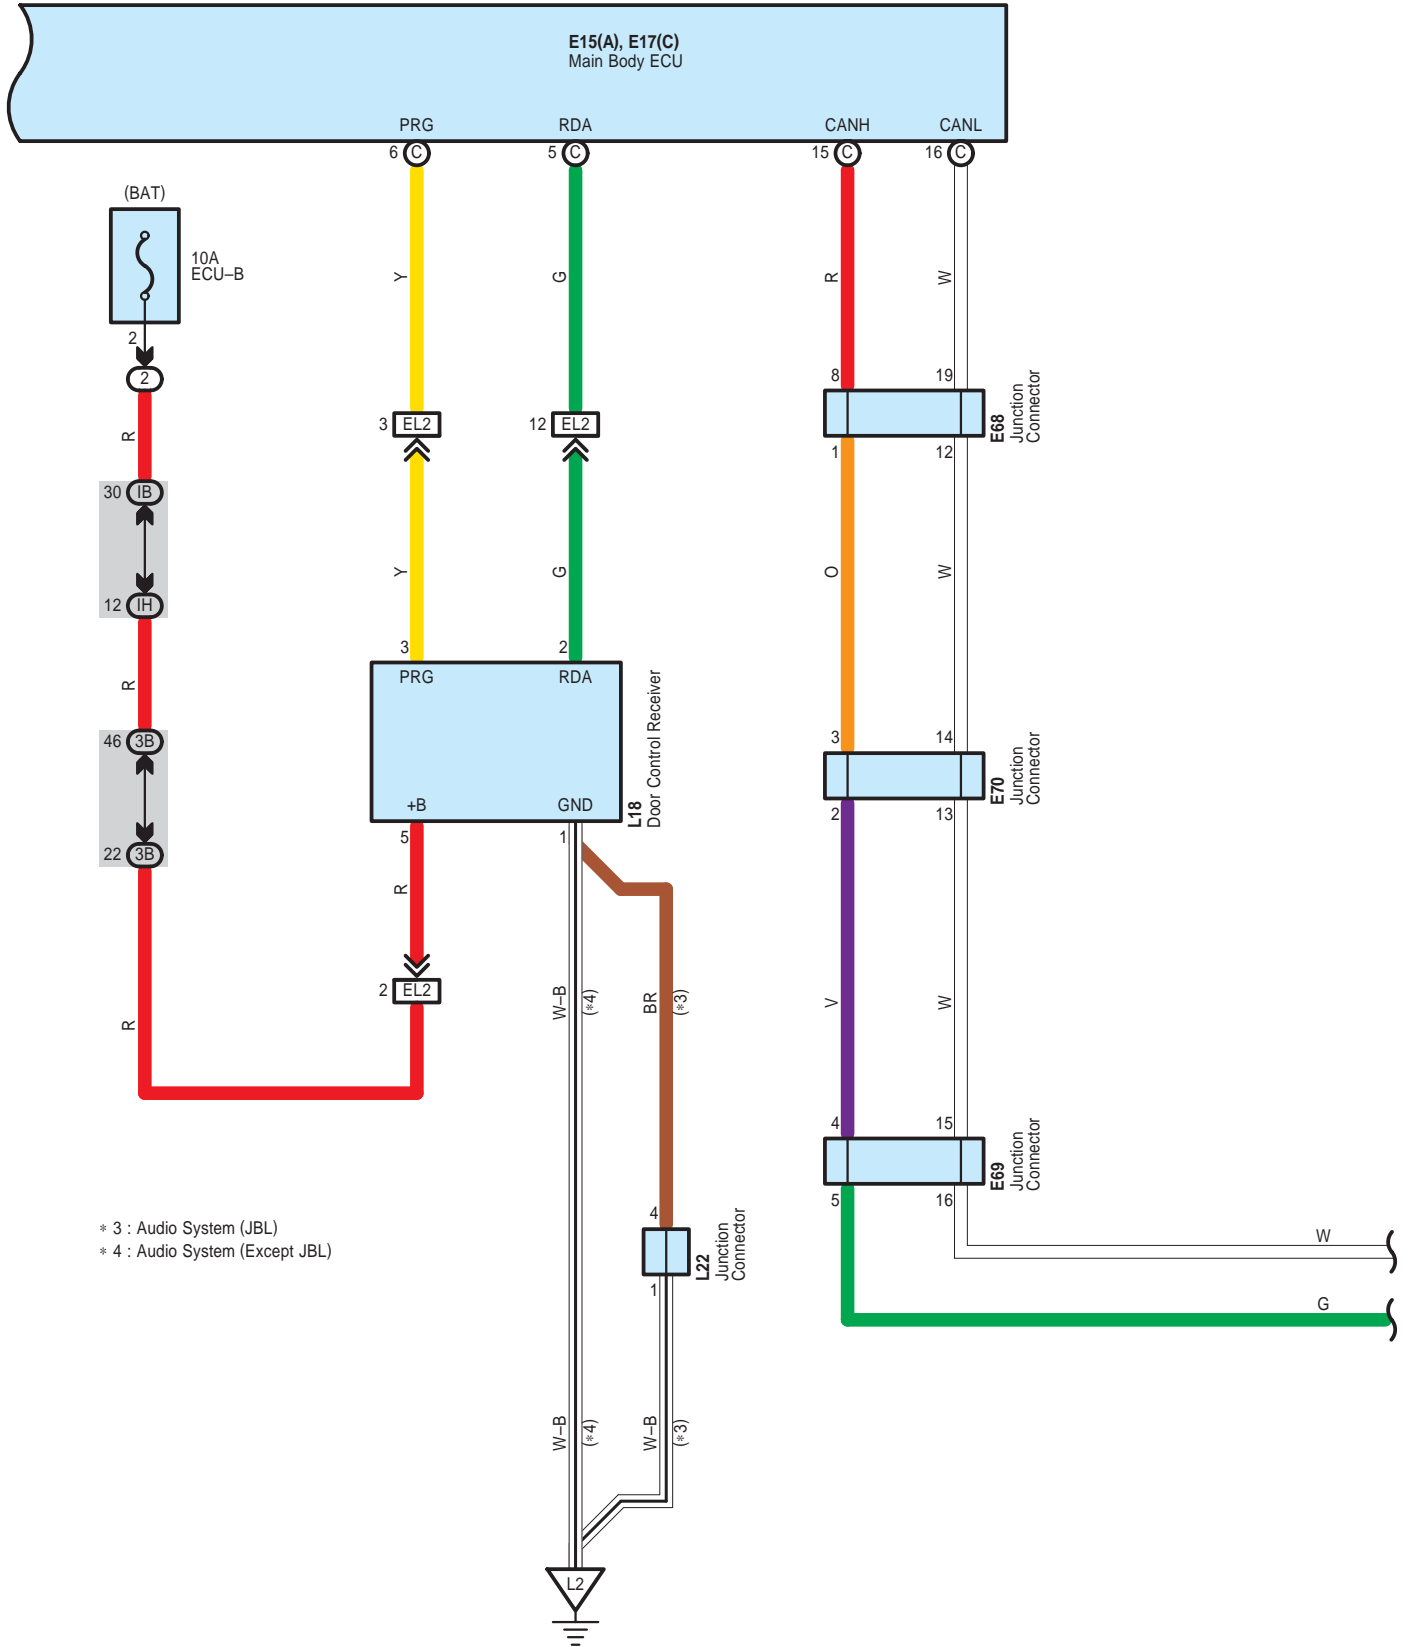 E15(A), E17(C)
Main Body ECU
PRG
RDA
CANH
CANL
6 C
5 C
15 C
16 C
(BAT)
10A
ECU–B
2
2
Y
G
R
W
8
19
E68
Junction
Connector
R
3 EL2
12 EL2
1
12
30 IB
12 IH
Y
G
O
W
3
2
R
PRG
RDA
L18
Door Control Receiver
46 3B
3
14
E70
Junction
Connector
+B
GND
2
13
5
1
22 3B
R
2 EL2
R
W–B
(∗4)
BR
(∗3)
V
W
4
15
E69
Junction
Connector
5
16
4
L22
Junction
Connector
1
∗ 3 : Audio System (JBL)
∗ 4 : Audio System (Except JBL)
W
G
W–B
(∗4)
W–B
(∗3)
L2